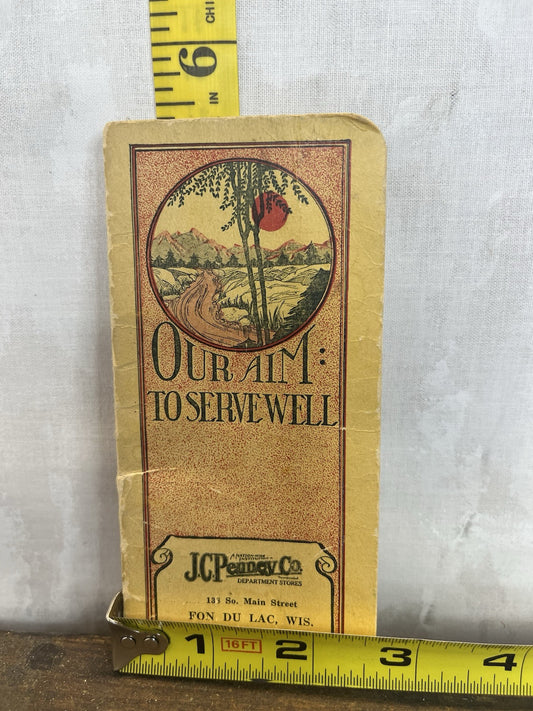 6
IN
OUR AIM:
TO SERVE WELL
A NATION-WIDE
INSTITUTION-
J.C. Penney Co.
DEPARTMENT STORES
So. Main Street
FON DU LAC, WIS.
1 16FT 2 3 4